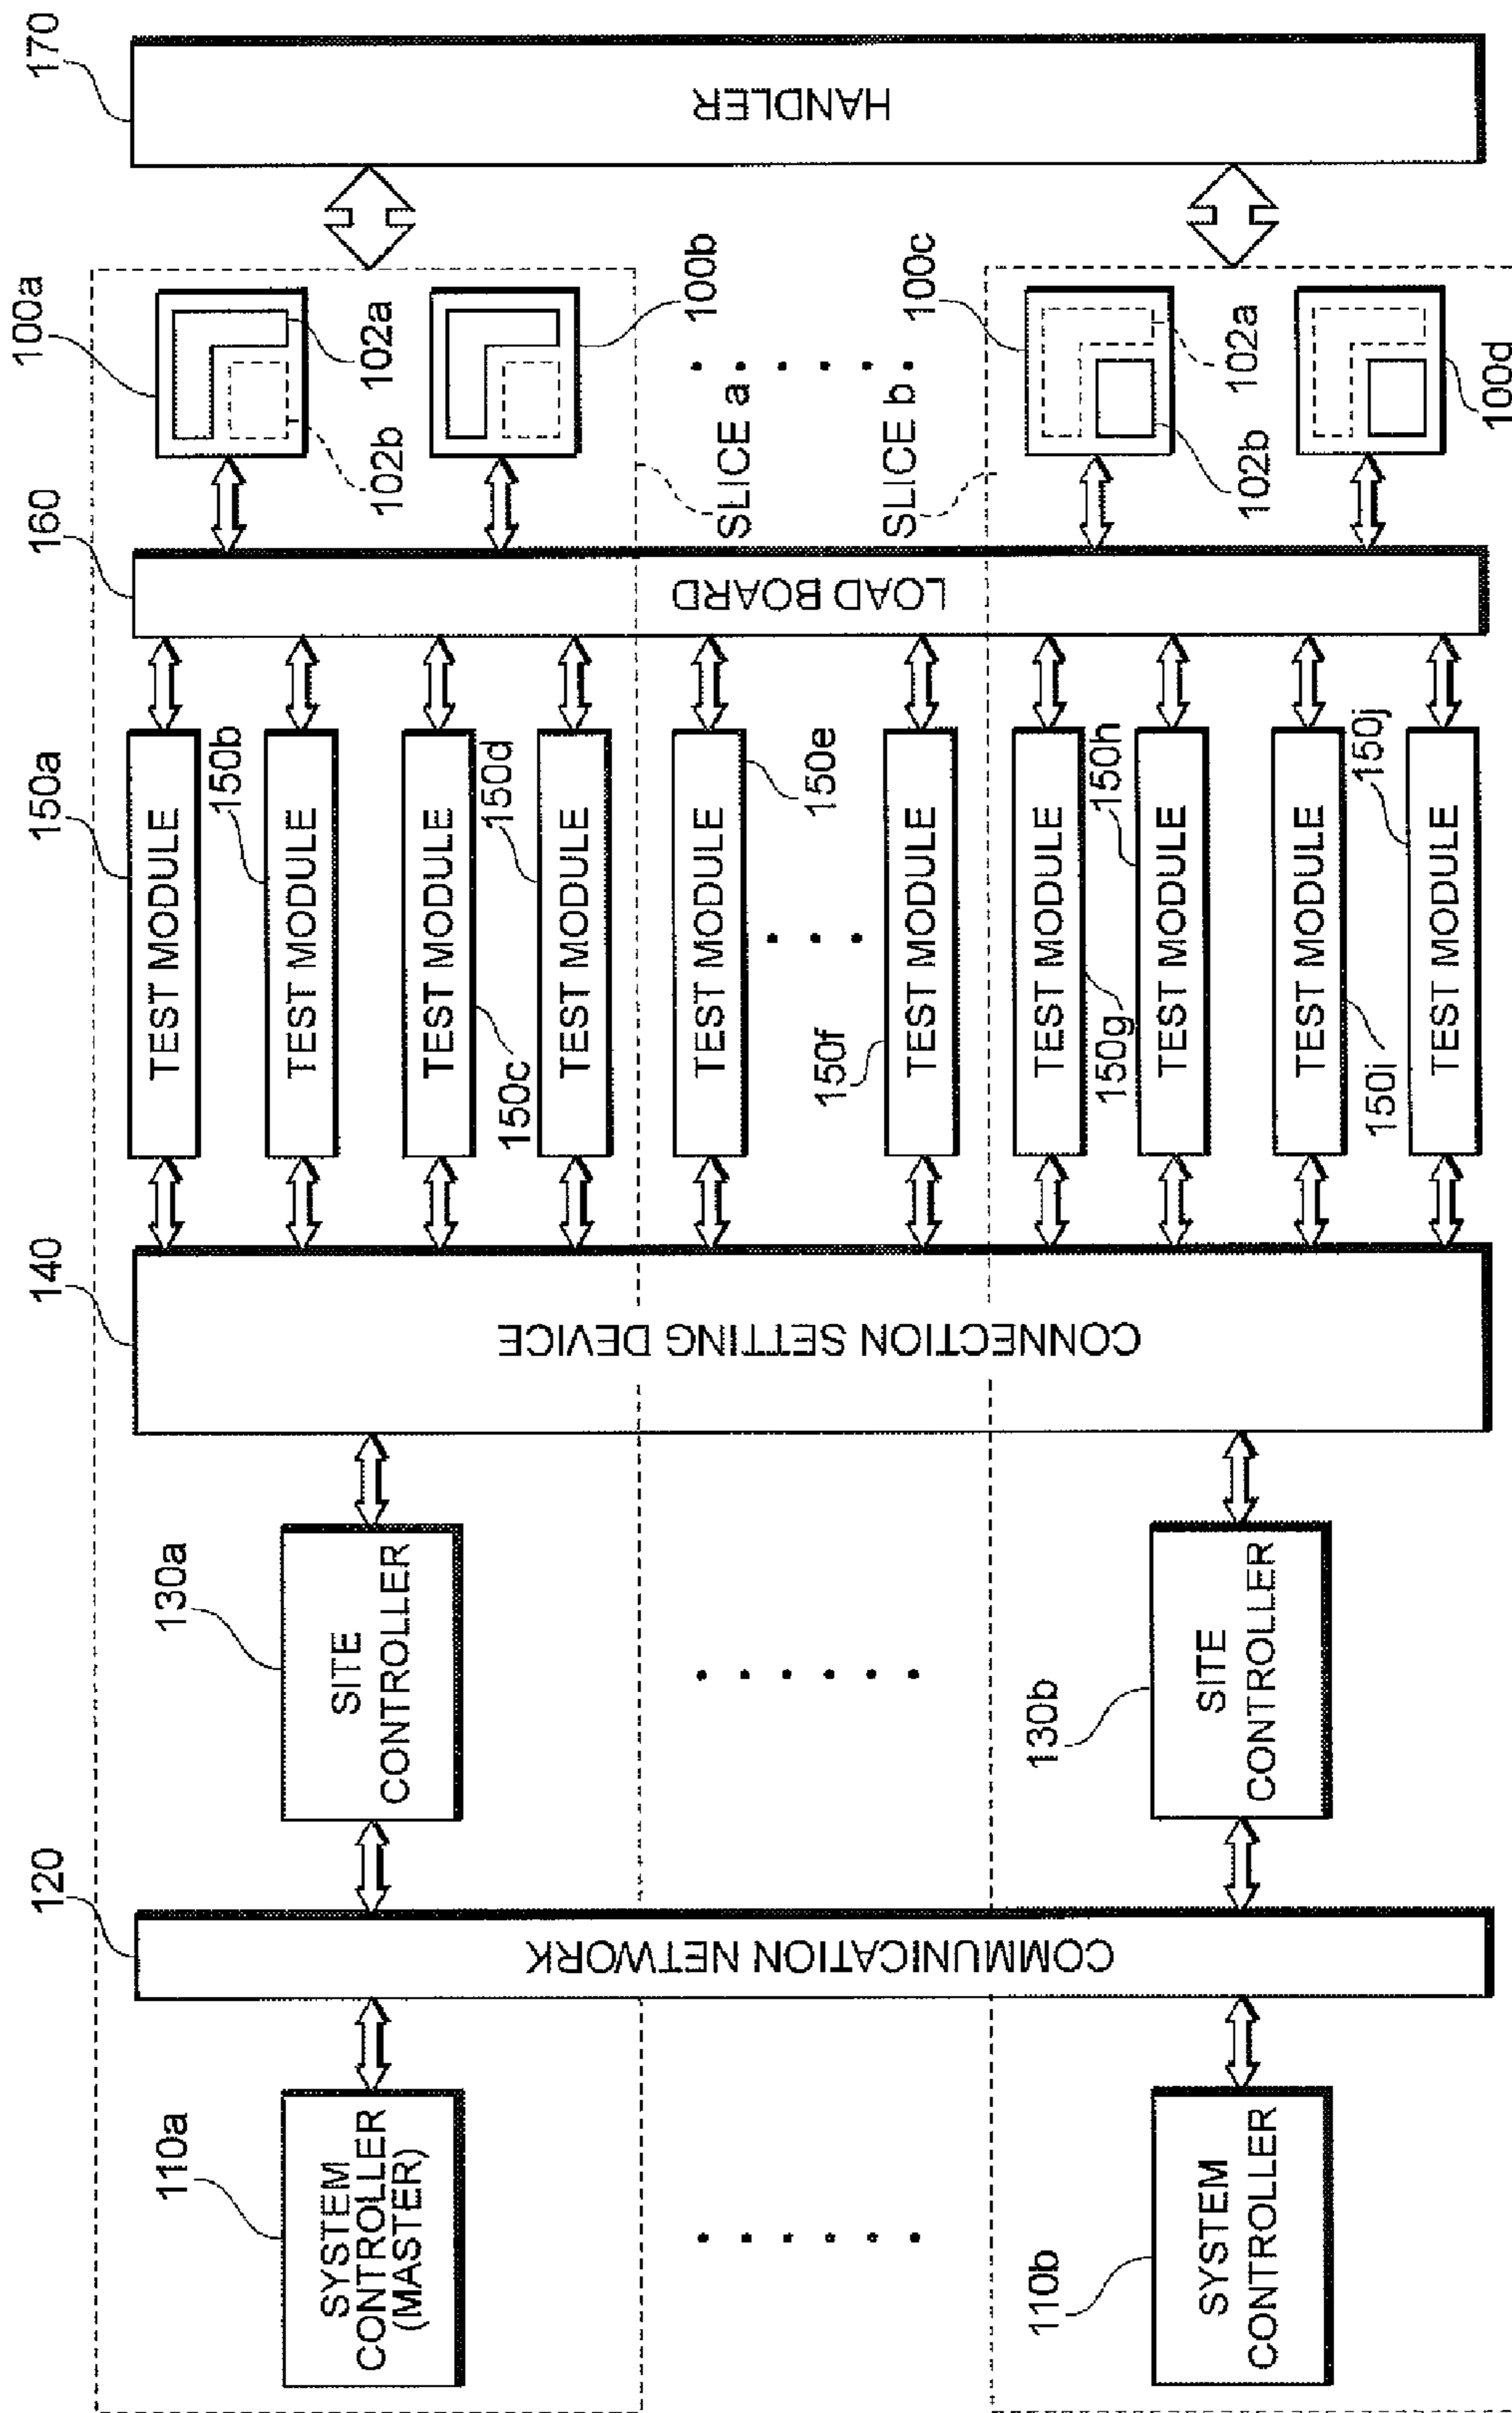 110a
SYSTEM
CONTROLLER
(MASTER)
110b
SYSTEM
CONTROLLER
120
COMMUNICATION NETWORK
130a
SITE
CONTROLLER
130b
SITE
CONTROLLER
140
CONNECTION SETTING DEVICE
150a
TEST MODULE
150b
TEST MODULE
150c
TEST MODULE
150d
TEST MODULE
150e
TEST MODULE
150f
TEST MODULE
150g
TEST MODULE
150h
TEST MODULE
150i
TEST MODULE
150j
TEST MODULE
160
LOAD BOARD
100a
102a
102b
100b
SLICE a
SLICE b
100c
102a
102b
100d
170
HANDLER